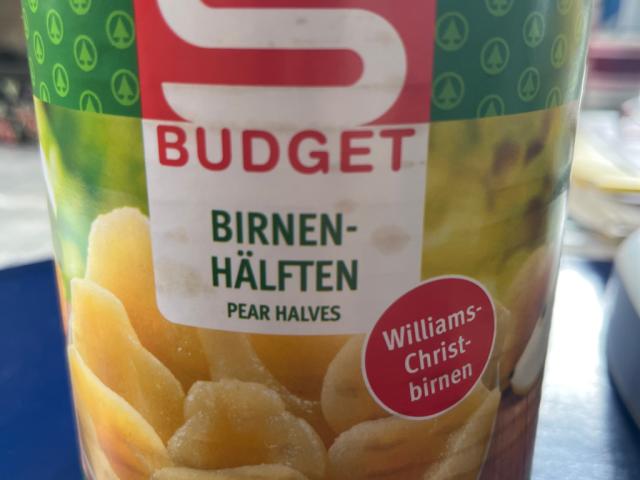 S
BUDGET
BIRNEN-
HÄLFTEN
PEAR HALVES
Williams-
Christ-
birnen